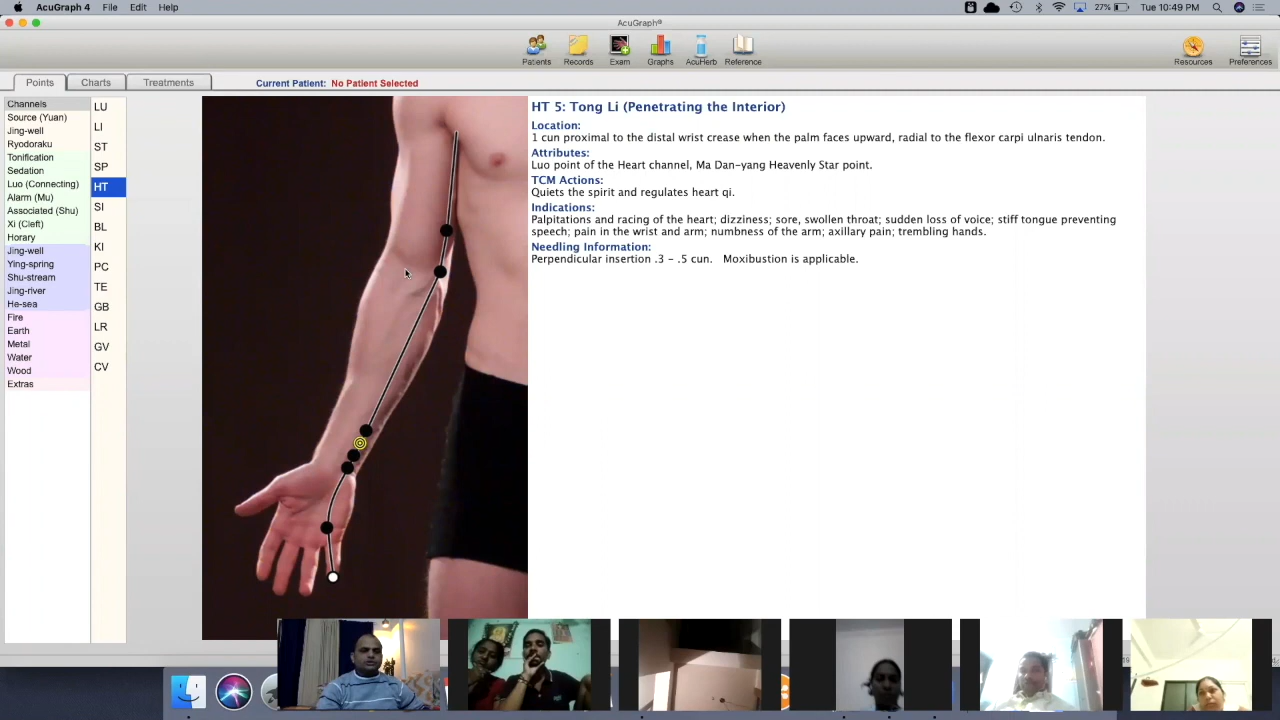 AcuGraph 4 File Edit Help 27% Tue 10:49 PM
AcuGraph®
Patients Records Exam Graphs AcuHerb Reference Resources Preferences
Points Charts Treatments Current Patient: No Patient Selected
Channels
Source (Yuan)
Jing-well
Ryodoraku
Tonification
Sedation
Luo (Connecting)
Alarm (Mu)
Associated (Shu)
Xi (Cleft)
Horary
Jing-well
Ying-spring
Shu-stream
Jing-river
He-sea
Fire
Earth
Metal
Water
Wood
Extras
LU
LI
ST
SP
HT
SI
BL
KI
PC
TE
GB
LR
GV
CV
HT 5: Tong Li (Penetrating the Interior)
Location:
1 cun proximal to the distal wrist crease when the palm faces upward, radial to the flexor carpi ulnaris tendon.
Attributes:
Luo point of the Heart channel, Ma Dan-yang Heavenly Star point.
TCM Actions:
Quiets the spirit and regulates heart qi.
Indications:
Palpitations and racing of the heart; dizziness; sore, swollen throat; sudden loss of voice; stiff tongue preventing
speech; pain in the wrist and arm; numbness of the arm; axillary pain; trembling hands.
Needling Information:
Perpendicular insertion .3 – .5 cun. Moxibustion is applicable.